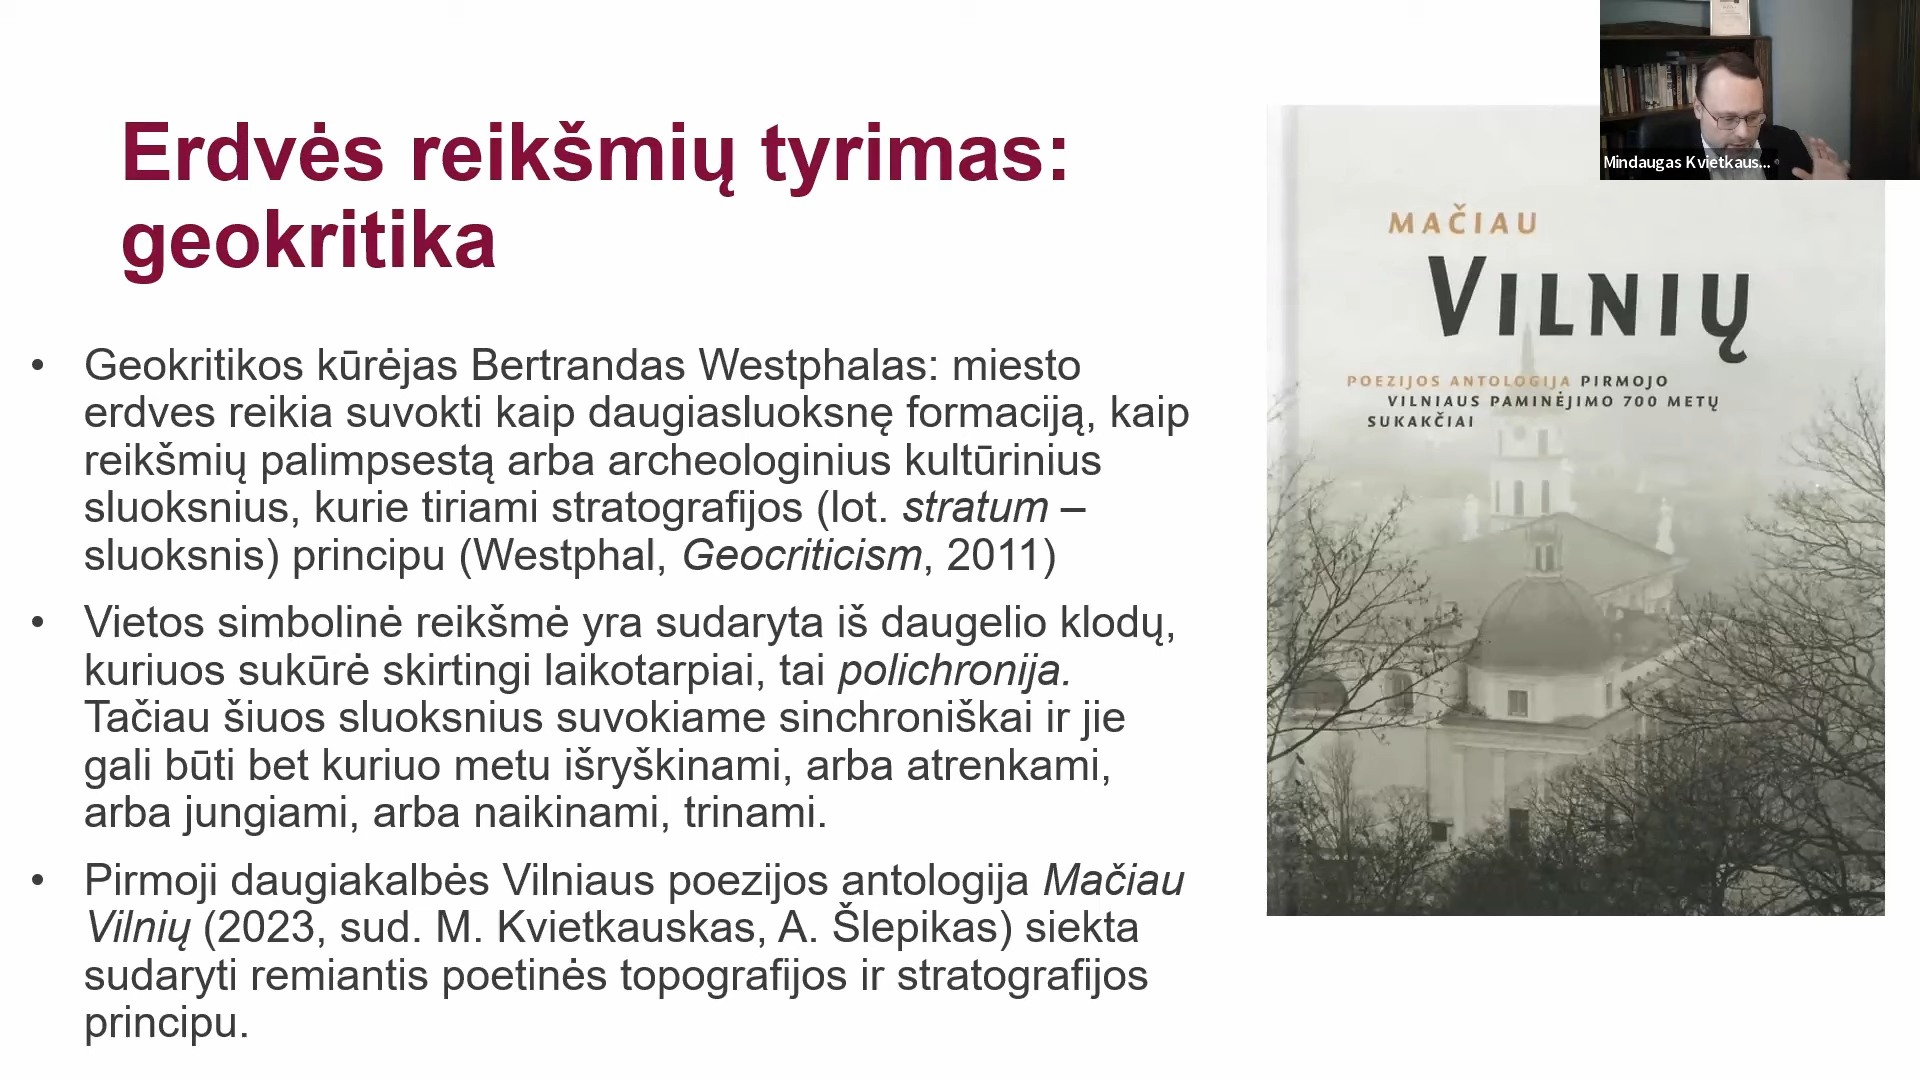 Erdvės reikšmių tyrimas:
geokritika
• Geokritikos kūrėjas Bertrandas Westphalas: miesto
erdves reikia suvokti kaip daugiasluoksnę formaciją, kaip
reikšmių palimpsestą arba archeologinius kultūrinius
sluoksnius, kurie tiriami stratografijos (lot. stratum –
sluoksnis) principu (Westphal, Geocriticism, 2011)
• Vietos simbolinė reikšmė yra sudaryta iš daugelio klodų,
kuriuos sukūrė skirtingi laikotarpiai, tai polichronija.
Tačiau šiuos sluoksnius suvokiame sinchroniškai ir jie
gali būti bet kuriuo metu išryškinami, arba atrenkami,
arba jungiami, arba naikinami, trinami.
• Pirmoji daugiakalbės Vilniaus poezijos antologija Mačiau
Vilnių (2023, sud. M. Kvietkauskas, A. Šlepikas) siekta
sudaryti remiantis poetinės topografijos ir stratografijos
principu.
Mindaugas Kvietkaus...
MAČIAU
VILNIŲ
POEZIJOS ANTOLOGIJA PIRMOJO
VILNIAUS PAMINĖJIMO 700 METŲ
SUKAKČIAI